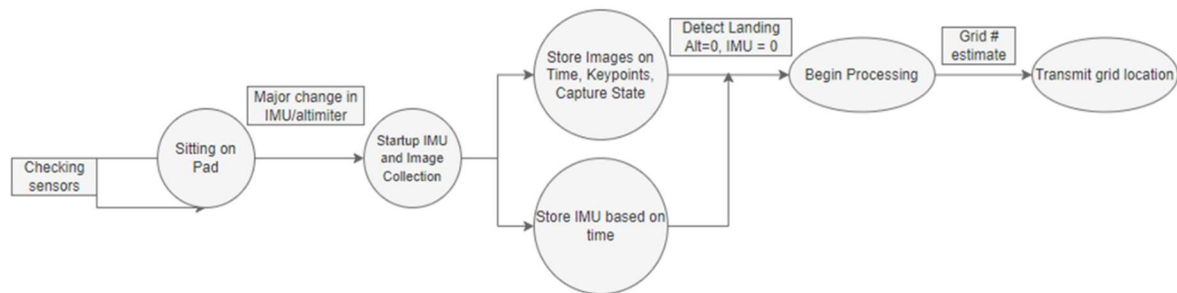 Checking
sensors
Sitting on
Pad
Major change in
IMU/altimiter
Startup IMU
and Image
Collection
Store Images on
Time, Keypoints,
Capture State
Store IMU based on
time
Detect Landing
Alt=0, IMU = 0
Begin Processing
Grid #
estimate
Transmit grid location